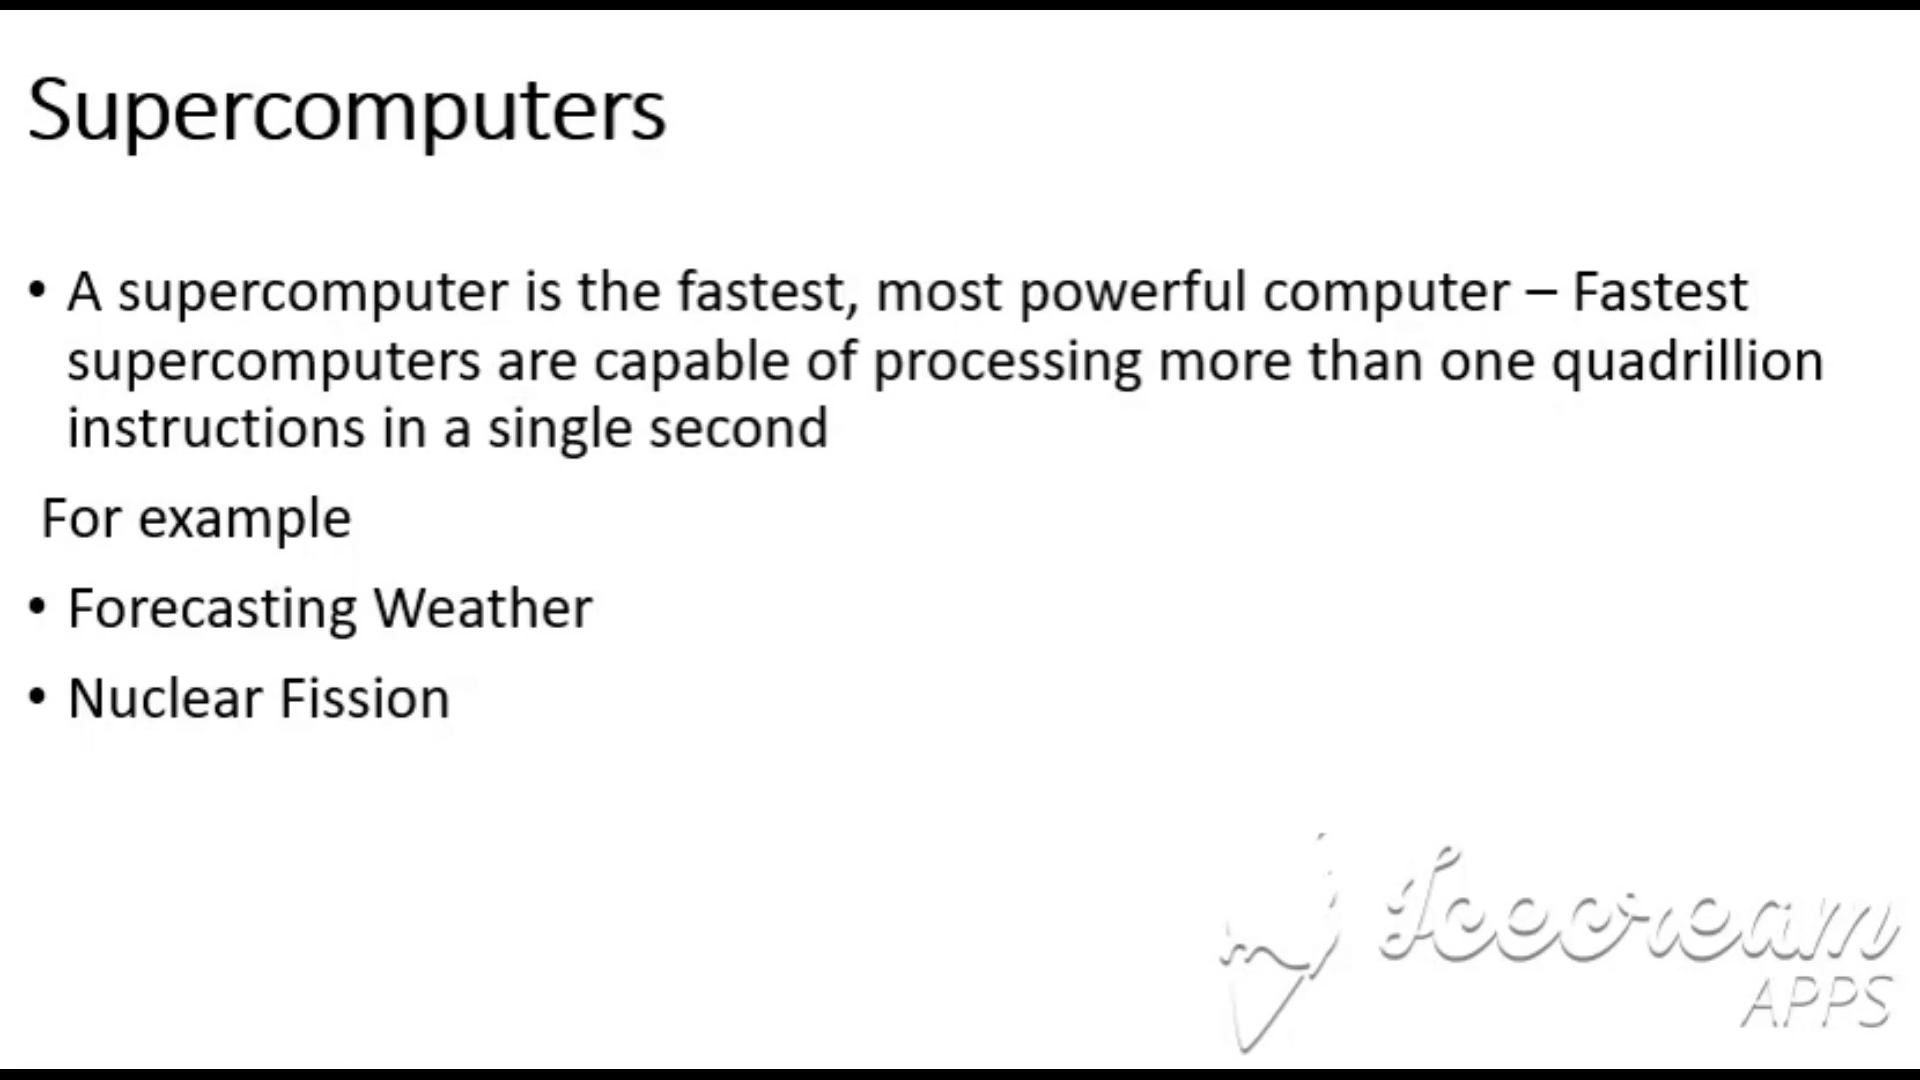 Supercomputers
• A supercomputer is the fastest, most powerful computer – Fastest
supercomputers are capable of processing more than one quadrillion
instructions in a single second
For example
• Forecasting Weather
• Nuclear Fission
Icecream
APPS